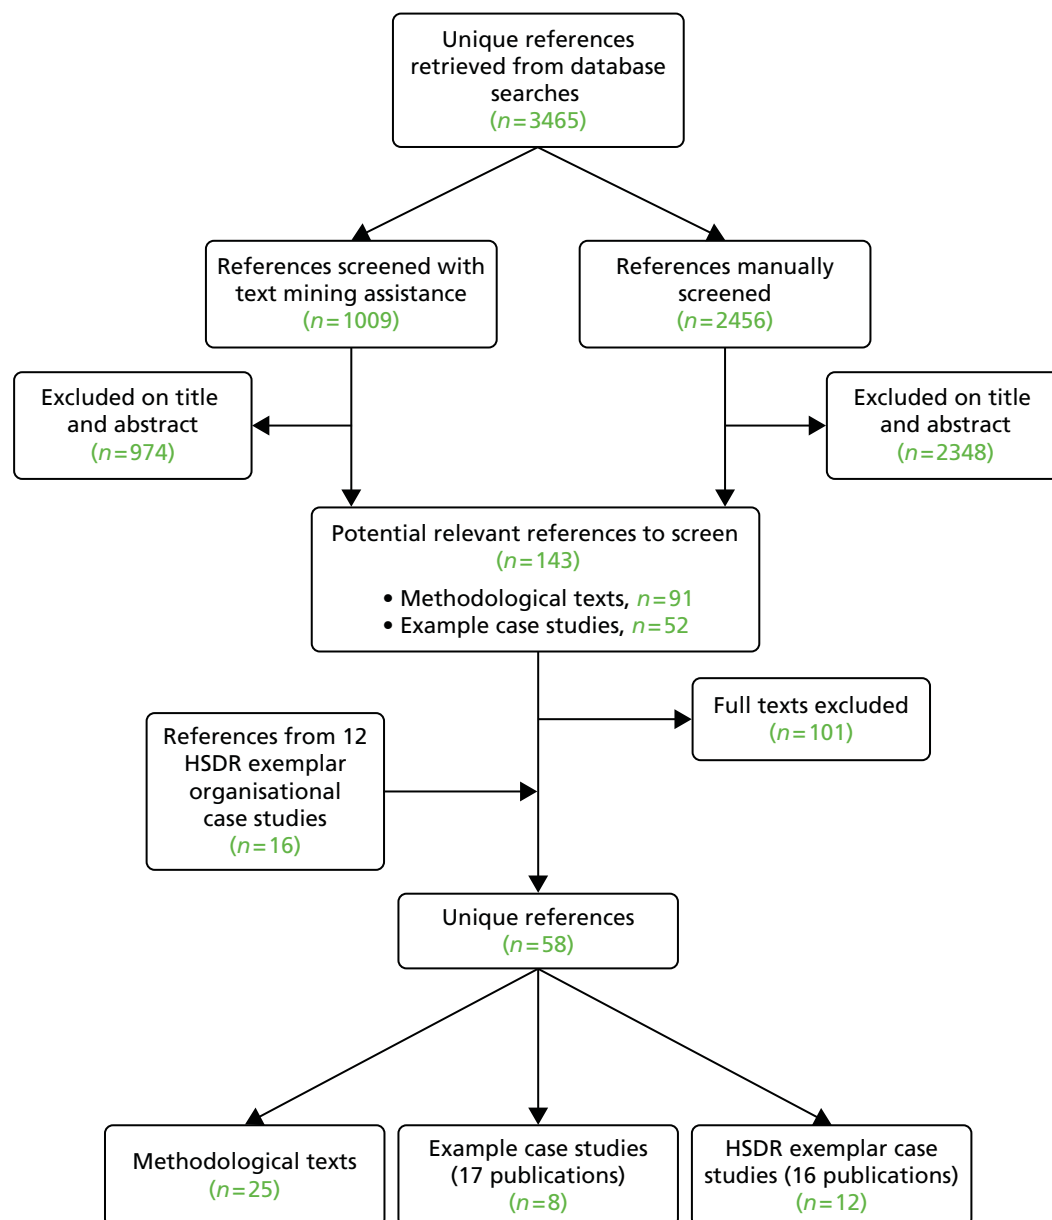 Unique references
retrieved from database
searches
(n=3465)
References screened with
text mining assistance
(n=1009)
References manually
screened
(n=2456)
Excluded on title
and abstract
(n=974)
Excluded on title
and abstract
(n=2348)
Potential relevant references to screen
(n=143)
• Methodological texts, n=91
• Example case studies, n=52
Full texts excluded
(n=101)
References from 12
HSDR exemplar
organisational
case studies
(n=16)
Unique references
(n=58)
Methodological texts
(n=25)
Example case studies
(17 publications)
(n=8)
HSDR exemplar case
studies (16 publications)
(n=12)